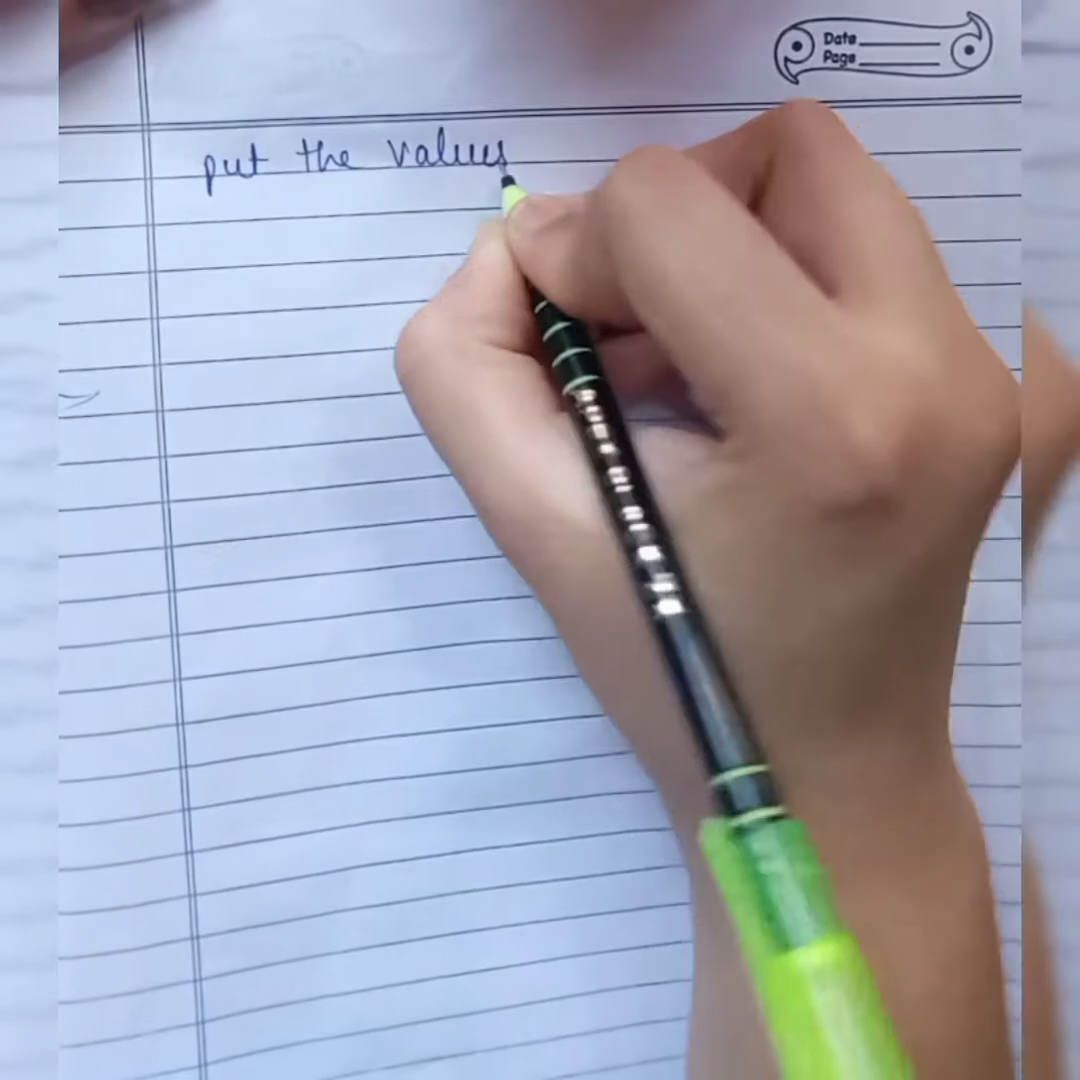 Date
Page
put the values